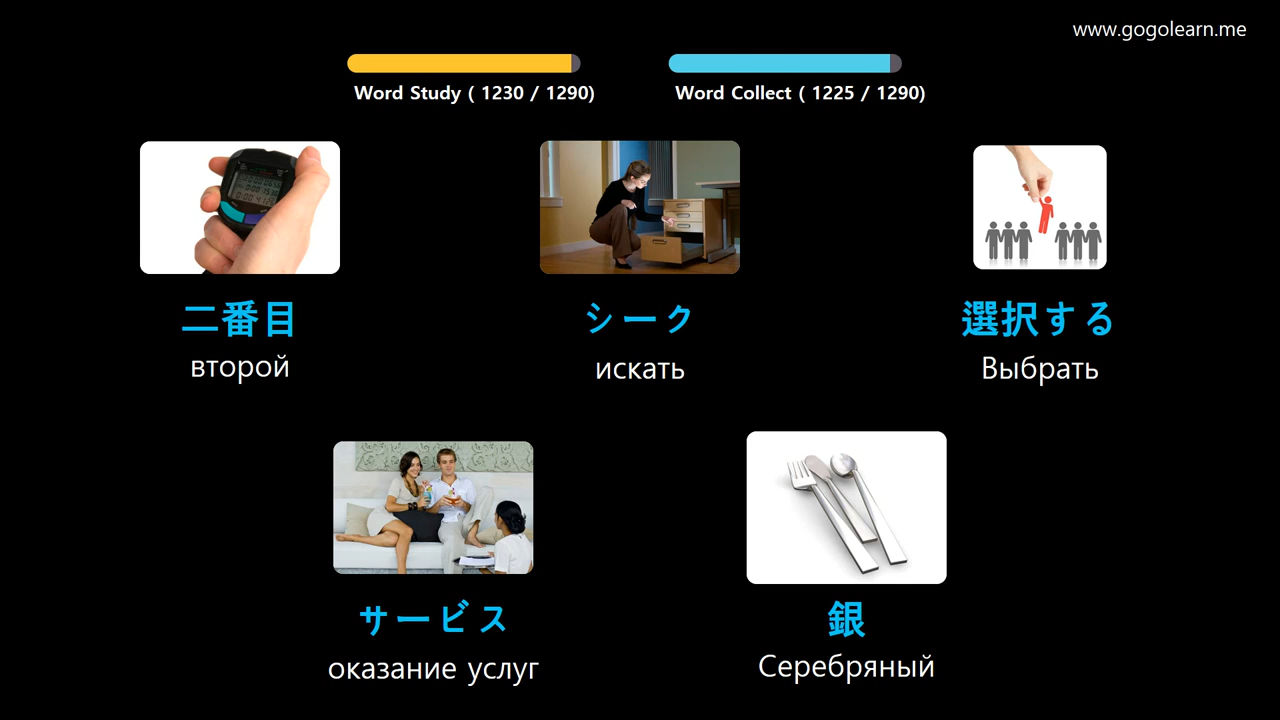 www.gogolearn.me
Word Study ( 1230 / 1290)
Word Collect ( 1225 / 1290)
二番目
второй
シーク
искать
選択する
Выбрать
サービス
оказание услуг
銀
Серебряный